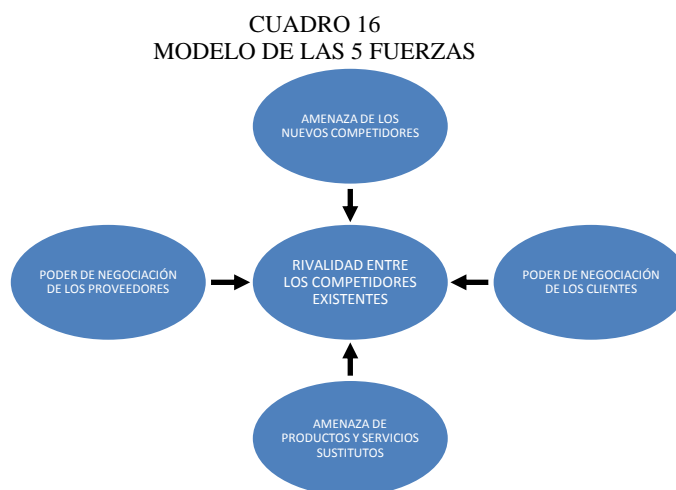 CUADRO 16
MODELO DE LAS 5 FUERZAS
AMENAZA DE LOS
NUEVOS COMPETIDORES
PODER DE NEGOCIACIÓN
DE LOS PROVEEDORES
RIVALIDAD ENTRE
LOS COMPETIDORES
EXISTENTES
PODER DE NEGOCIACIÓN
DE LOS CLIENTES
AMENAZA DE
PRODUCTOS Y SERVICIOS
SUSTITUTOS